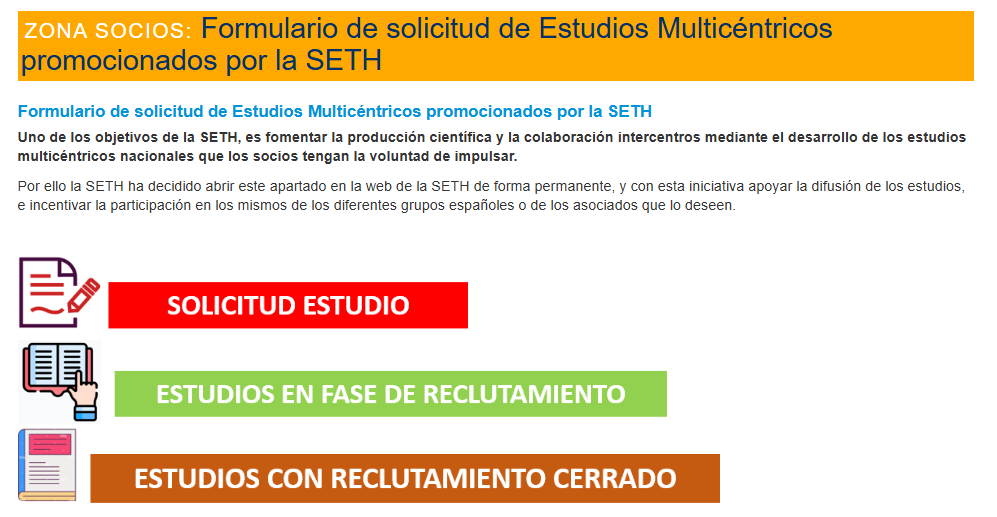 ZONA SOCIOS: Formulario de solicitud de Estudios Multicéntricos
promocionados por la SETH
Formulario de solicitud de Estudios Multicéntricos promocionados por la SETH
Uno de los objetivos de la SETH, es fomentar la producción científica y la colaboración intercentros mediante el desarrollo de los estudios
multicéntricos nacionales que los socios tengan la voluntad de impulsar.
Por ello la SETH ha decidido abrir este apartado en la web de la SETH de forma permanente, y con esta iniciativa apoyar la difusión de los estudios,
e incentivar la participación en los mismos de los diferentes grupos españoles o de los asociados que lo deseen.
SOLICITUD ESTUDIO
ESTUDIOS EN FASE DE RECLUTAMIENTO
ESTUDIOS CON RECLUTAMIENTO CERRADO